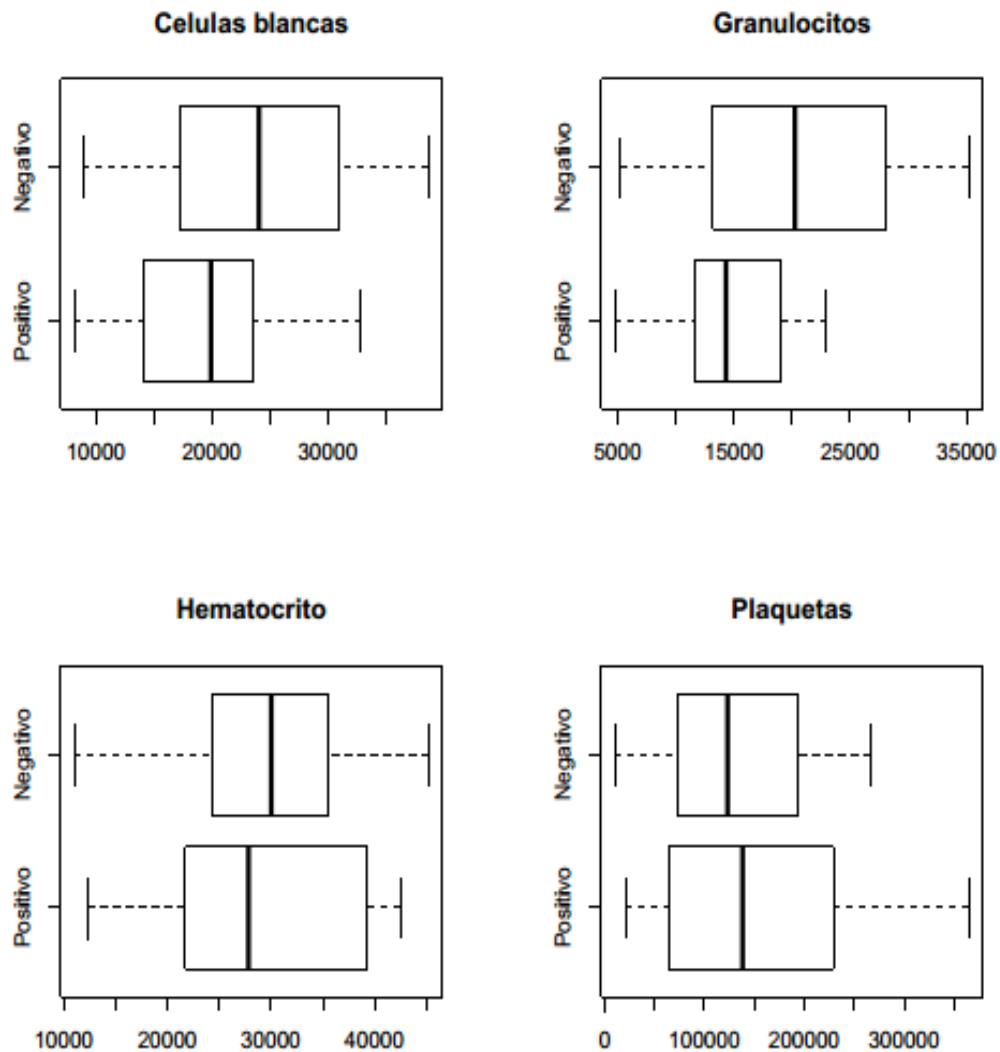 Celulas blancas
Negativo
Positivo
10000 20000 30000
Granulocitos
Negativo
Positivo
5000 15000 25000 35000
Hematocrito
Negativo
Positivo
10000 20000 30000 40000
Plaquetas
Negativo
Positivo
0 100000 200000 300000